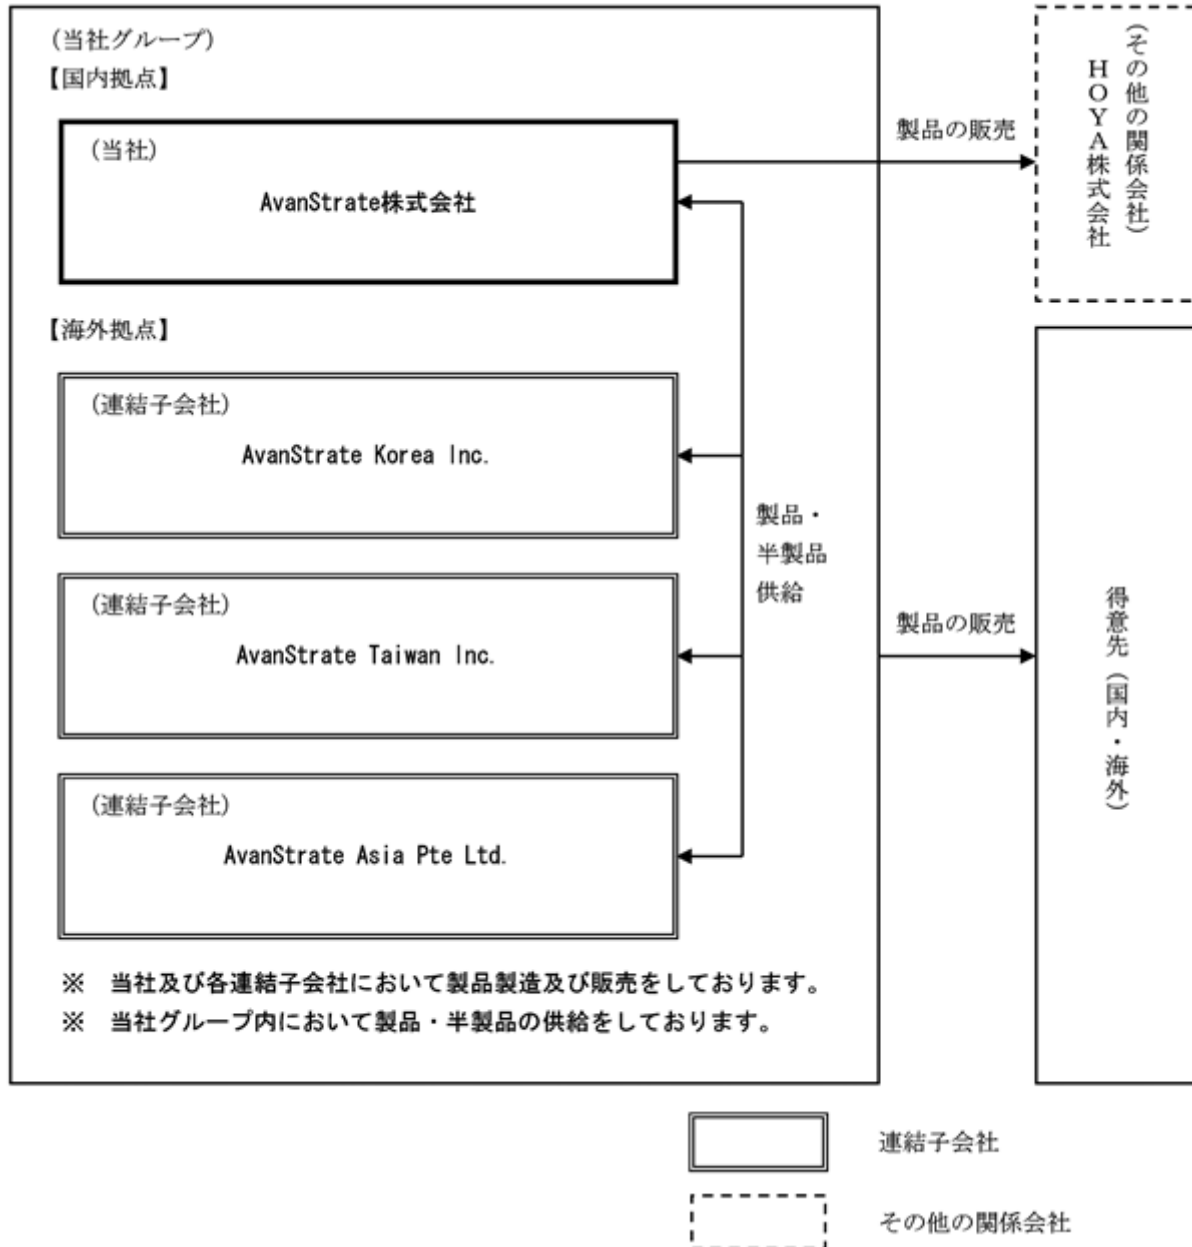 (当社グループ)
【国内拠点】
(当社)
AvanStrate株式会社
製品の販売
(その他の関係会社)
HOYA株式会社
【海外拠点】
(連結子会社)
AvanStrate Korea Inc.
(連結子会社)
AvanStrate Taiwan Inc.
(連結子会社)
AvanStrate Asia Pte Ltd.
製品・
半製品
供給
製品の販売
得意先(国内・海外)
※ 当社及び各連結子会社において製品製造及び販売をしております。
※ 当社グループ内において製品・半製品の供給をしております。
連結子会社
その他の関係会社